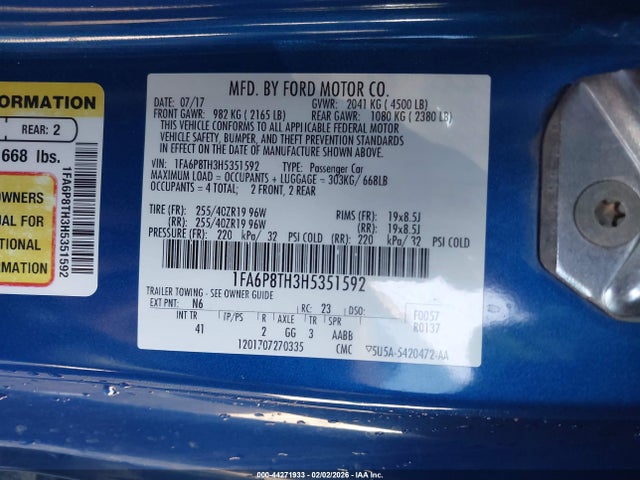 ORMATION
REAR: 2
668 lbs.
OWNERS
UAL FOR
TIONAL
MATION
1FA6P8TH3H5351592
MFD. BY FORD MOTOR CO.
DATE: 07/17 GVWR: 2041 KG ( 4500 LB)
FRONT GAWR: 982 KG ( 2165 LB) REAR GAWR: 1080 KG ( 2380 LB)
THIS VEHICLE CONFORMS TO ALL APPLICABLE FEDERAL MOTOR
VEHICLE SAFETY, BUMPER, AND THEFT PREVENTION STANDARDS
IN EFFECT ON THE DATE OF MANUFACTURE SHOWN ABOVE.
VIN: 1FA6P8TH3H5351592 TYPE: Passenger Car
MAXIMUM LOAD = OCCUPANTS + LUGGAGE = 303KG/ 668LB
OCCUPANTS = 4 TOTAL; 2 FRONT, 2 REAR
TIRE (FR): 255/40ZR19 96W RIMS (FR): 19x8.5J
TIRE (RR): 255/40ZR19 96W RR): 19x8.5J
PRESSURE (FR): 220 kPa/ 32 PSI COLD (RR): 220 kPa/ 32 PSI COLD
1FA6P8TH3H5351592
TRAILER TOWING - SEE OWNER GUIDE
EXT PNT: N6 RC: 23 DSO: F0057
R0137
INT TR TP/PS R AXLE TR SPR
41 2 GG 3 AABB
1201707270335 CMC 5U5A-5420472-AA
000-44271933 - 02/02/2026 - IAA Inc.